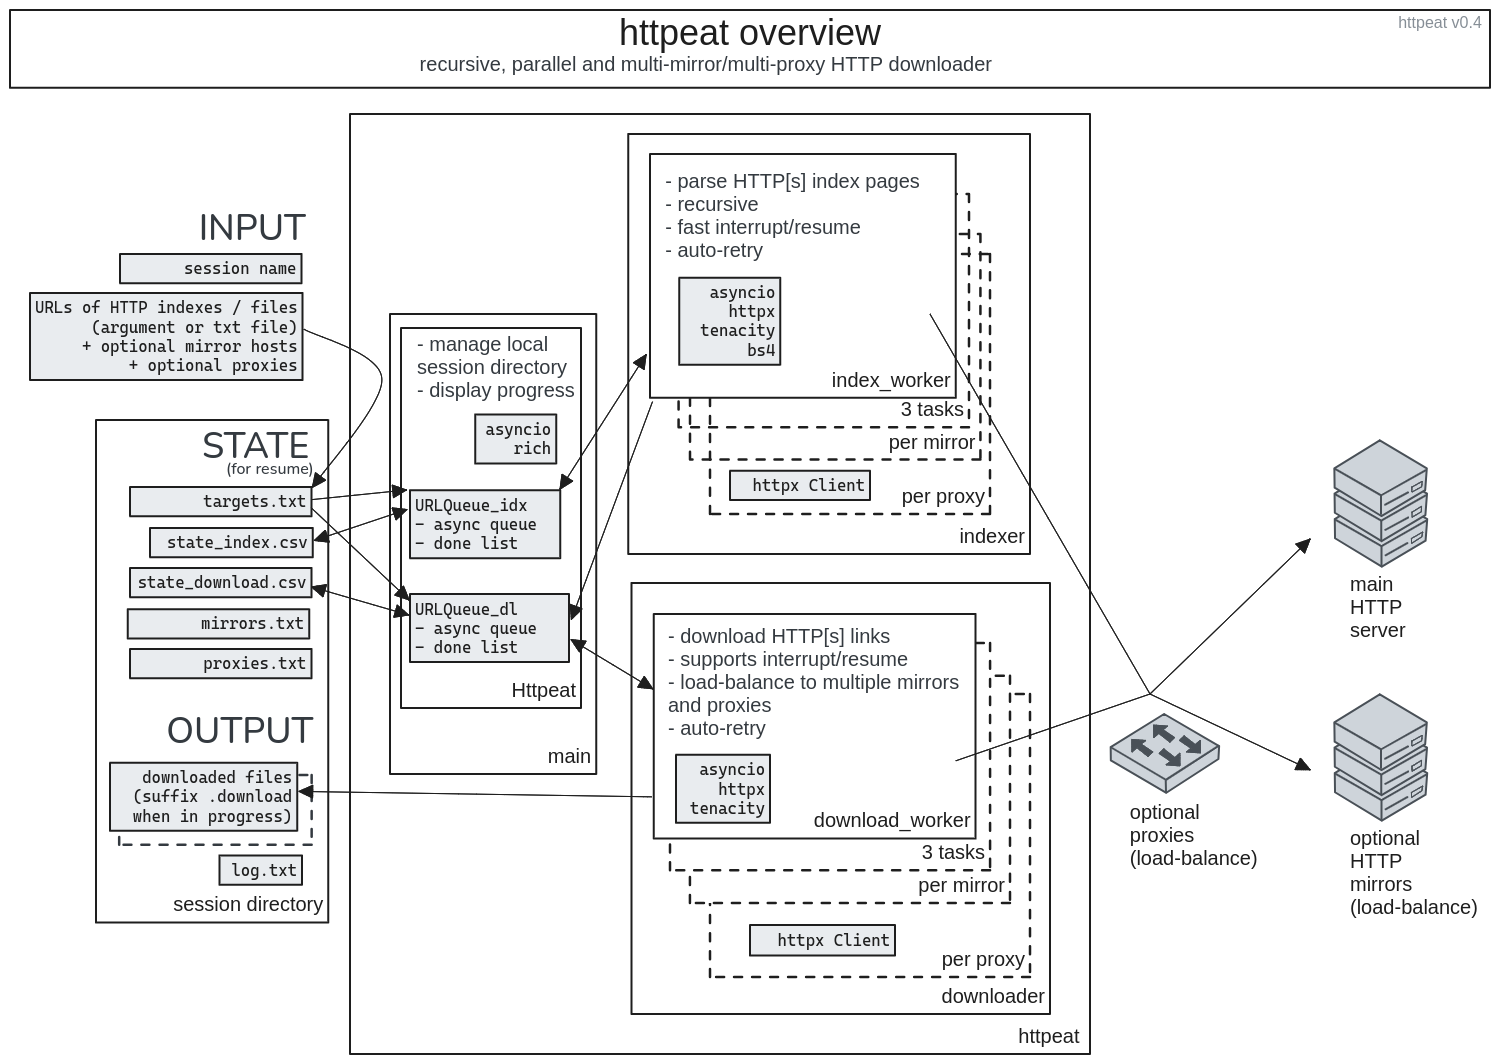 httpeat overview
httpeat v0.4
recursive, parallel and multi-mirror/multi-proxy HTTP downloader
INPUT
session name
URLs of HTTP indexes / files
(argument or txt file)
+ optional mirror hosts
+ optional proxies
STATE
(for resume)
targets.txt
state_index.csv
state_download.csv
mirrors.txt
proxies.txt
OUTPUT
downloaded files
(suffix .download
when in progress)
log.txt
session directory
- manage local
session directory
- display progress
asyncio
rich
URLQueue_idx
- async queue
- done list
URLQueue_dl
- async queue
- done list
Httpeat
main
- parse HTTP[s] index pages
- recursive
- fast interrupt/resume
- auto-retry
asyncio
httpx
tenacity
bs4
index_worker
3 tasks
per mirror
httpx Client
per proxy
indexer
- download HTTP[s] links
- supports interrupt/resume
- load-balance to multiple mirrors
and proxies
- auto-retry
asyncio
httpx
tenacity
download_worker
3 tasks
per mirror
httpx Client
per proxy
downloader
httpeat
main
HTTP
server
optional
proxies
(load-balance)
optional
HTTP
mirrors
(load-balance)